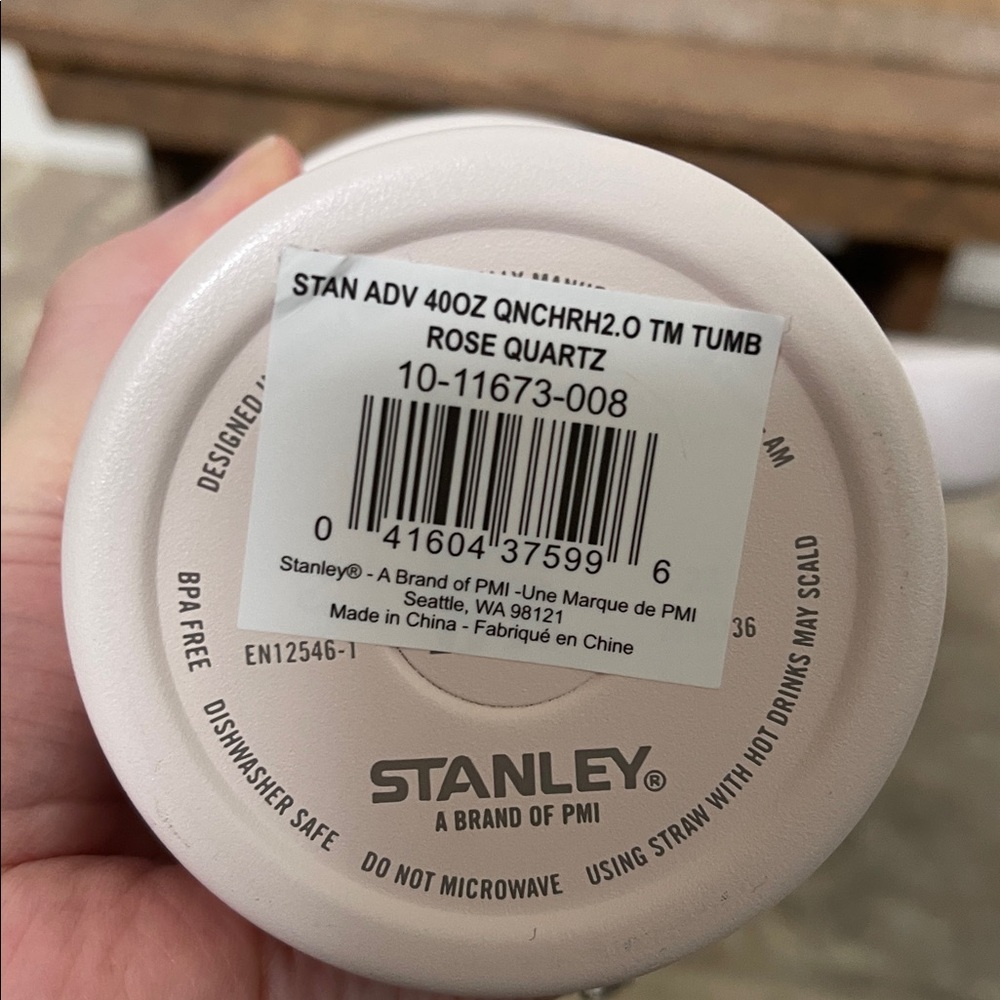 STAN ADV 40OZ QNCHRH2.O TM TUMB
ROSE QUARTZ
10-11673-008
0 41604 37599 6
Stanley® - A Brand of PMI -Une Marque de PMI
Seattle, WA 98121
Made in China - Fabriqué en Chine
DESIGNED
BPA FREE
DISHWASHER SAFE
DO NOT MICROWAVE
USING STRAW WITH HOT DRINKS MAY SCALD
EN12546-1
36
STANLEY®
A BRAND OF PMI